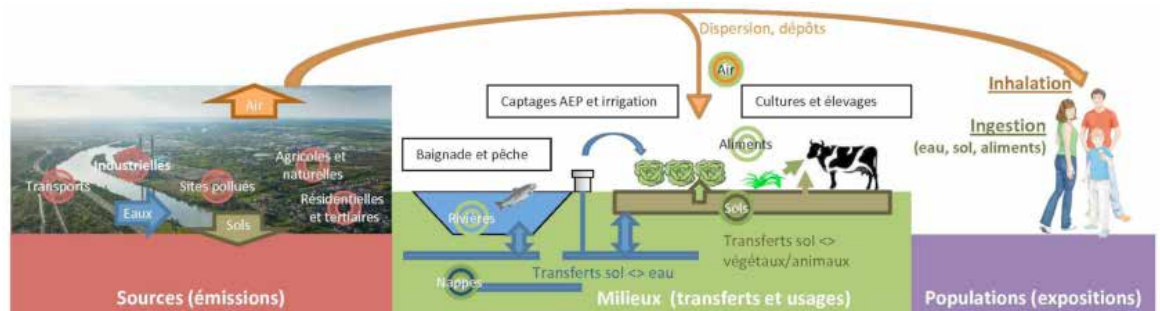 Dispersion, dépôts
Air
Air
Inhalation
Captages AEP et irrigation
Cultures et élevages
Ingestion
(eau, sol, aliments)
Baignade et pêche
Aliments
Industrielles
Agricoles et
naturelles
Transports
Sites pollués
Résidentielles
et tertiaires
Eaux
Sols
Rivières
Sols
Transferts sol <>
végétaux/animaux
Transferts sol <> eau
Nappes
Sources (émissions)
Milieux (transferts et usages)
Populations (expositions)